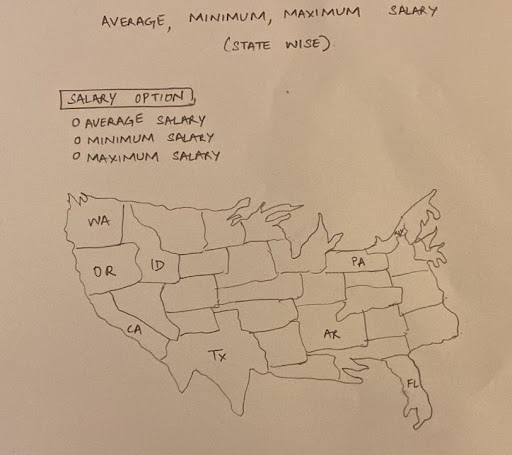 AVERAGE, MINIMUM, MAXIMUM SALARY
(STATE WISE)
SALARY OPTION
O AVERAGE SALARY
O MINIMUM SALARY
O MAXIMUM SALARY
WA
OR
ID
PA
CA
TX
AR
FL